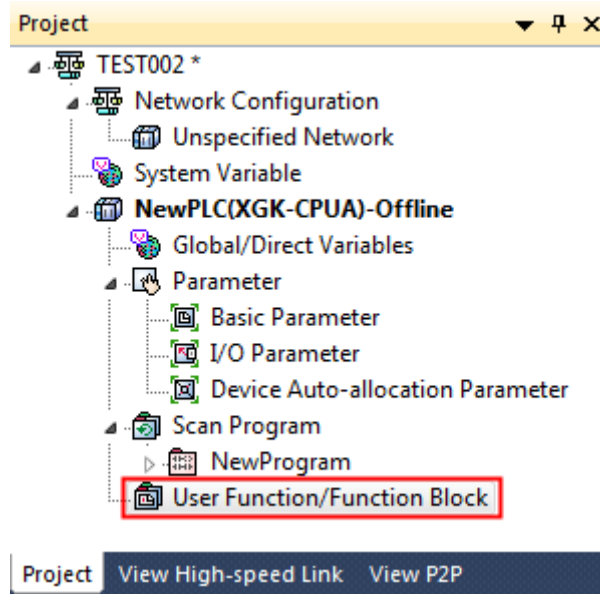 Project
TEST002 *
Network Configuration
Unspecified Network
System Variable
NewPLC(XGK-CPUA)-Offline
Global/Direct Variables
Parameter
Basic Parameter
I/O Parameter
Device Auto-allocation Parameter
Scan Program
NewProgram
User Function/Function Block
Project View High-speed Link View P2P